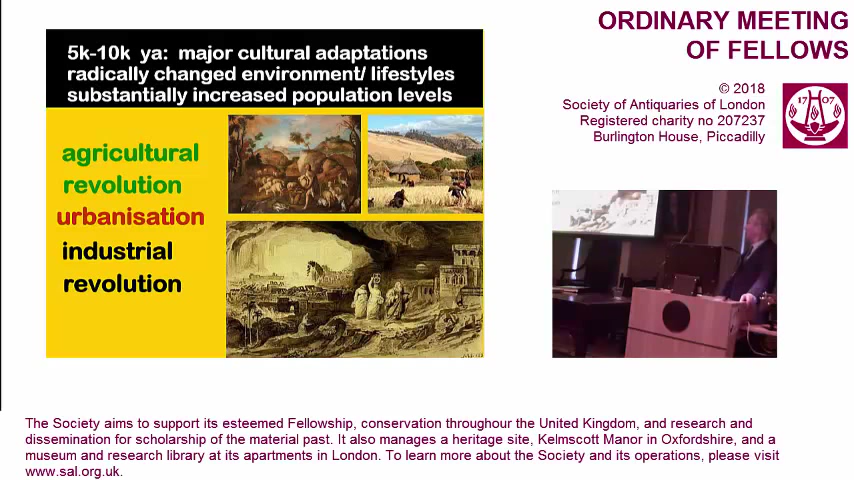 ORDINARY MEETING
OF FELLOWS
© 2018
Society of Antiquaries of London
Registered charity no 207237
Burlington House, Piccadilly
17 07
5k-10k ya: major cultural adaptations
radically changed environment/ lifestyles
substantially increased population levels
agricultural
revolution
urbanisation
industrial
revolution
The Society aims to support its esteemed Fellowship, conservation throughour the United Kingdom, and research and
dissemination for scholarship of the material past. It also manages a heritage site, Kelmscott Manor in Oxfordshire, and a
museum and research library at its apartments in London. To learn more about the Society and its operations, please visit
www.sal.org.uk.